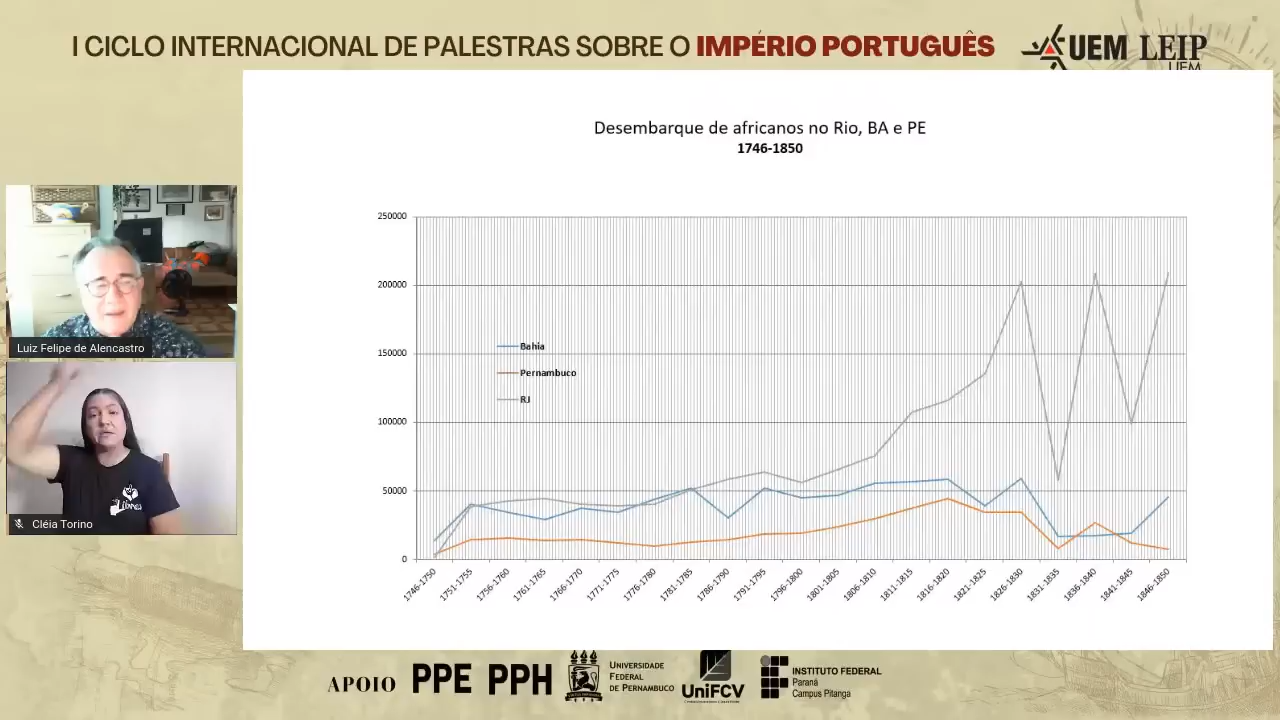 I CICLO INTERNACIONAL DE PALESTRAS SOBRE O IMPÉRIO PORTUGUÊS
UEM LEIP
UEM
Desembarque de africanos no Rio, BA e PE
1746-1850
250000
200000
150000
100000
50000
0
Bahia
Pernambuco
RJ
1746-1750
1751-1755
1756-1760
1761-1765
1766-1770
1771-1775
1776-1780
1781-1785
1786-1790
1791-1795
1796-1800
1801-1805
1806-1810
1811-1815
1816-1820
1821-1825
1826-1830
1831-1835
1836-1840
1841-1845
1846-1850
Luiz Felipe de Alencastro
Libras
Cléia Torino
APOIO
PPE PPH
UNIVERSIDADE
FEDERAL
DE PERNAMBUCO
UniFCV
INSTITUTO FEDERAL
Paraná
Campus Pitanga